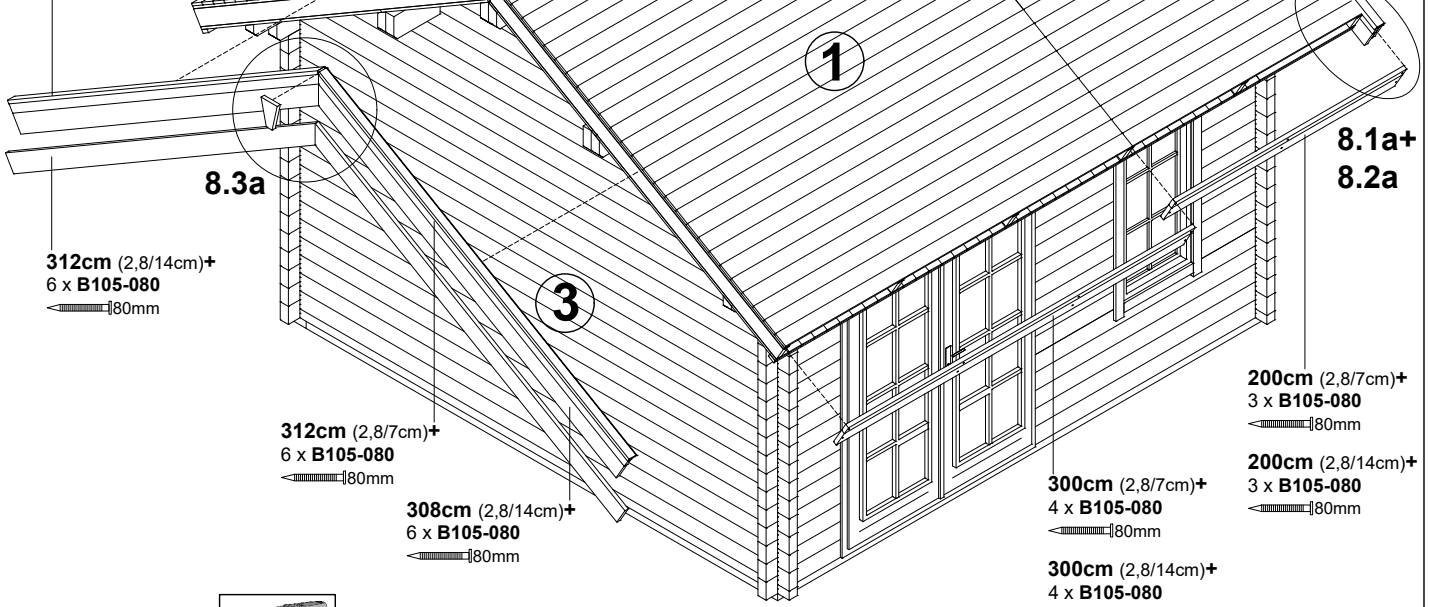 1
8.1a+
8.2a
8.3a
312cm (2,8/14cm)+
6 x B105-080
80mm
3
312cm (2,8/7cm)+
6 x B105-080
80mm
308cm (2,8/14cm)+
6 x B105-080
80mm
200cm (2,8/7cm)+
3 x B105-080
80mm
200cm (2,8/14cm)+
3 x B105-080
80mm
300cm (2,8/7cm)+
4 x B105-080
80mm
300cm (2,8/14cm)+
4 x B105-080